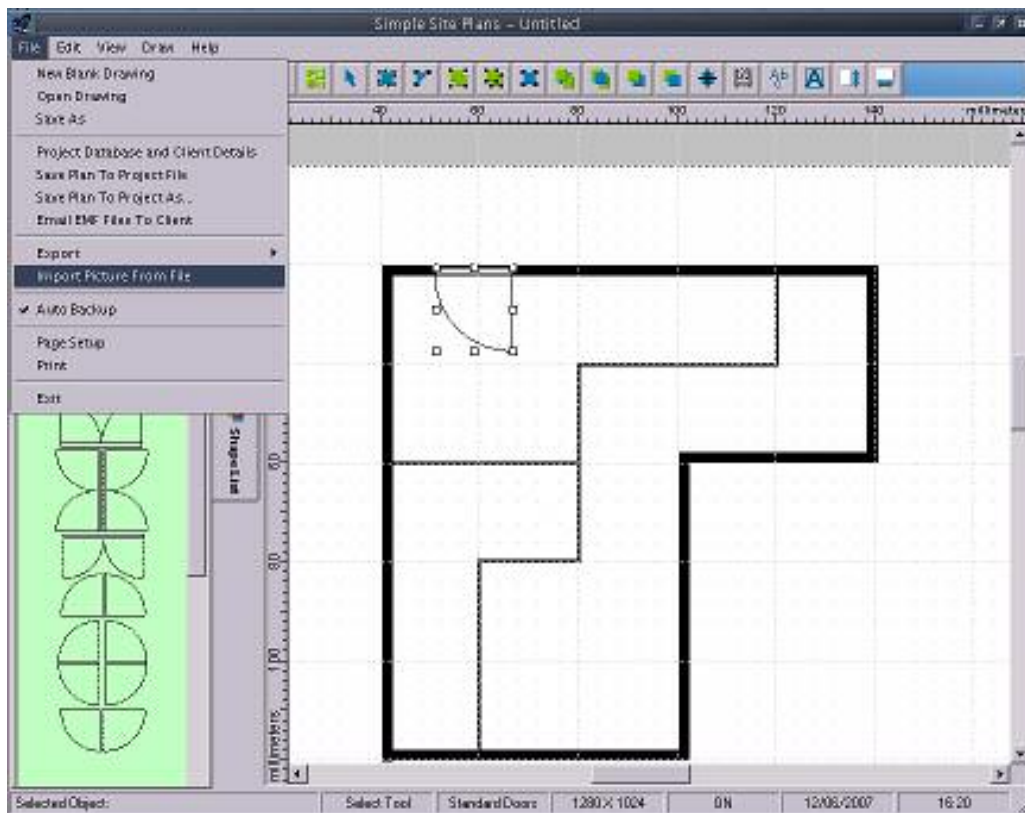 Simple Site Plans - Untitled
File Edit View Draw Help
New Blank Drawing
Open Drawing
Save As
Project Database and Client Details
Save Plan To Project File
Save Plan To Project As..
Email EMF Files To Client
Export
Import Picture From File
Auto Backup
Page Setup
Print
Exit
40 60 80 100 120 140 millimeters
Shape List
60
80
100
millimeters
Selected Object: Select Tool Standard Doors 1280 X 1024 ON 12/06/2007 16:20